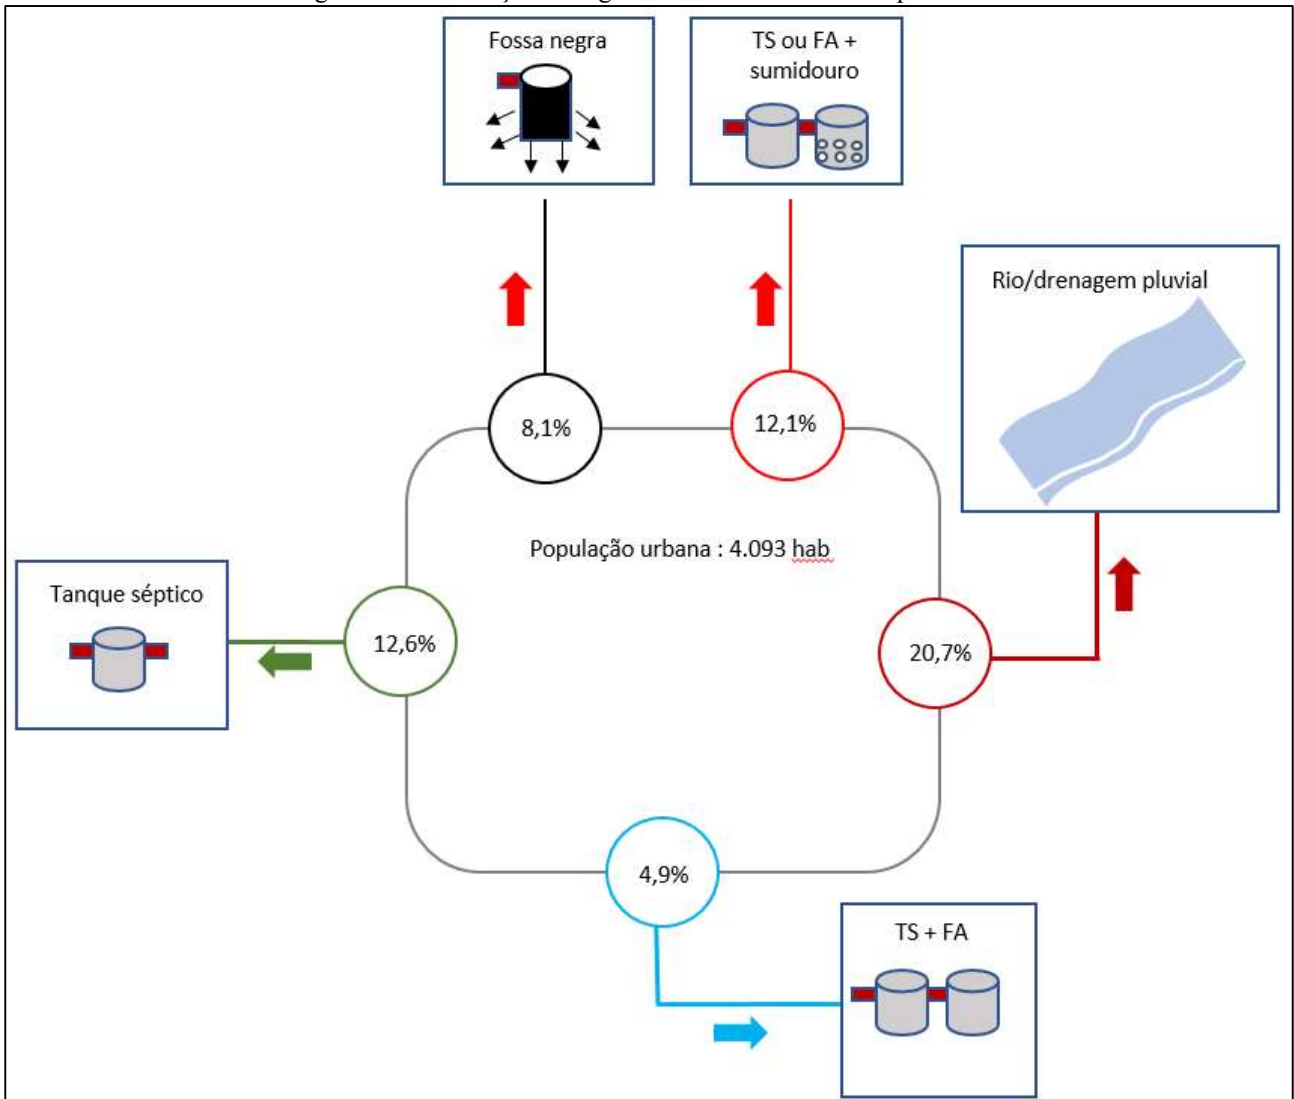 Fossa negra
TS ou FA +
sumidouro
Rio/drenagem pluvial
8,1%
12,1%
População urbana : 4.093 hab
Tanque séptico
12,6%
20,7%
4,9%
TS + FA